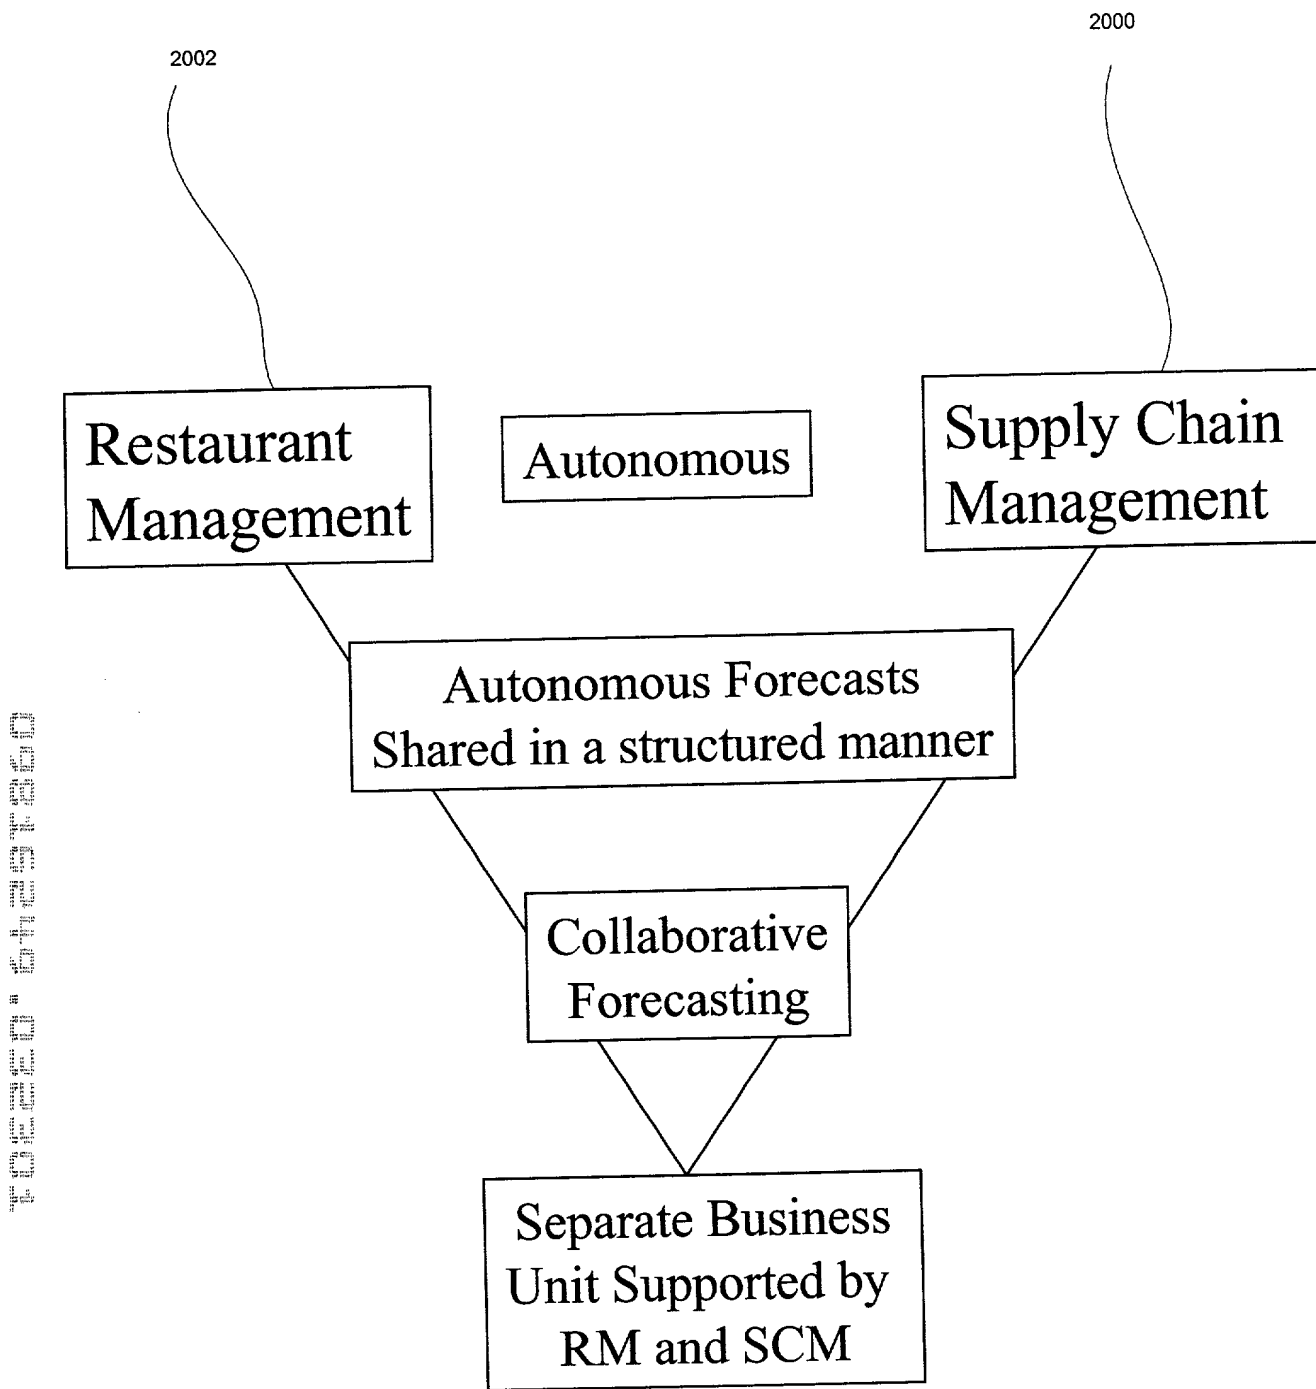 2002
2000
Restaurant
Management
Autonomous
Supply Chain
Management
Autonomous Forecasts
Shared in a structured manner
Collaborative
Forecasting
Separate Business
Unit Supported by
RM and SCM